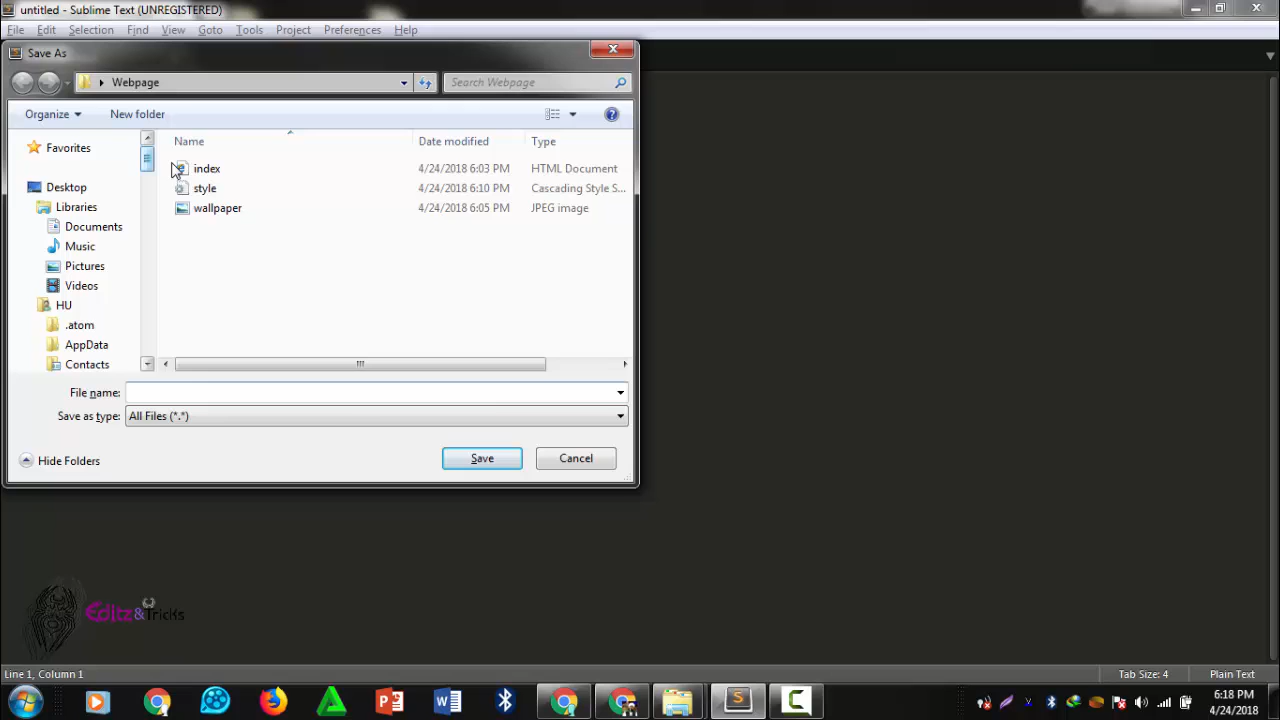 untitled - Sublime Text (UNREGISTERED)
File Edit Selection Find View Goto Tools Project Preferences Help
Save As
Webpage
Search Webpage
Organize New folder
Name Date modified Type
Favorites
index 4/24/2018 6:03 PM HTML Document
style 4/24/2018 6:10 PM Cascading Style S...
wallpaper 4/24/2018 6:05 PM JPEG image
Desktop
Libraries
Documents
Music
Pictures
Videos
HU
.atom
AppData
Contacts
File name:
Save as type: All Files (*.*)
Hide Folders Save Cancel
Editz&Tricks
Line 1, Column 1 Tab Size: 4 Plain Text
6:18 PM
4/24/2018